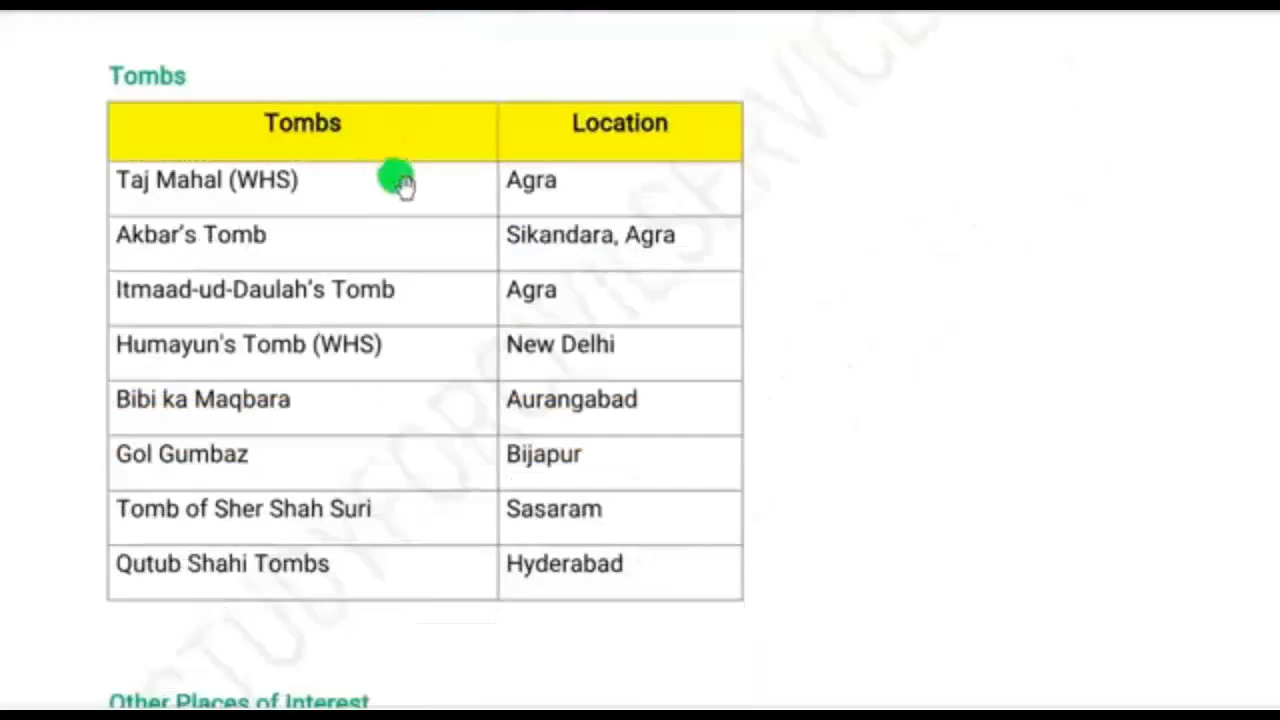 Tombs
Tombs Location
Taj Mahal (WHS) Agra
Akbar's Tomb Sikandara, Agra
Itmaad-ud-Daulah's Tomb Agra
Humayun's Tomb (WHS) New Delhi
Bibi ka Maqbara Aurangabad
Gol Gumbaz Bijapur
Tomb of Sher Shah Suri Sasaram
Qutub Shahi Tombs Hyderabad
Other Places of Interest
STUDYFORCIVILSERVICES